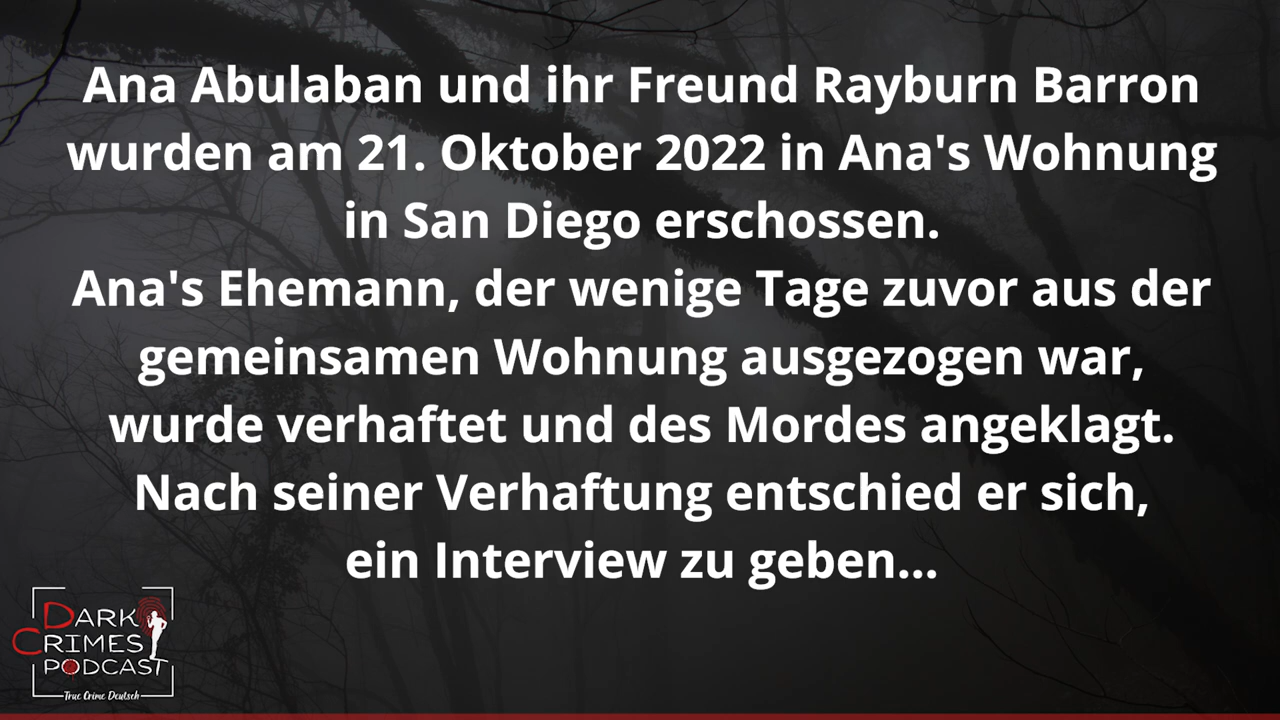 Ana Abulaban und ihr Freund Rayburn Barron
wurden am 21. Oktober 2022 in Ana's Wohnung
in San Diego erschossen.
Ana's Ehemann, der wenige Tage zuvor aus der
gemeinsamen Wohnung ausgezogen war,
wurde verhaftet und des Mordes angeklagt.
Nach seiner Verhaftung entschied er sich,
ein Interview zu geben...
DARK
CRIMES
PODCAST
True Crime Deutsch